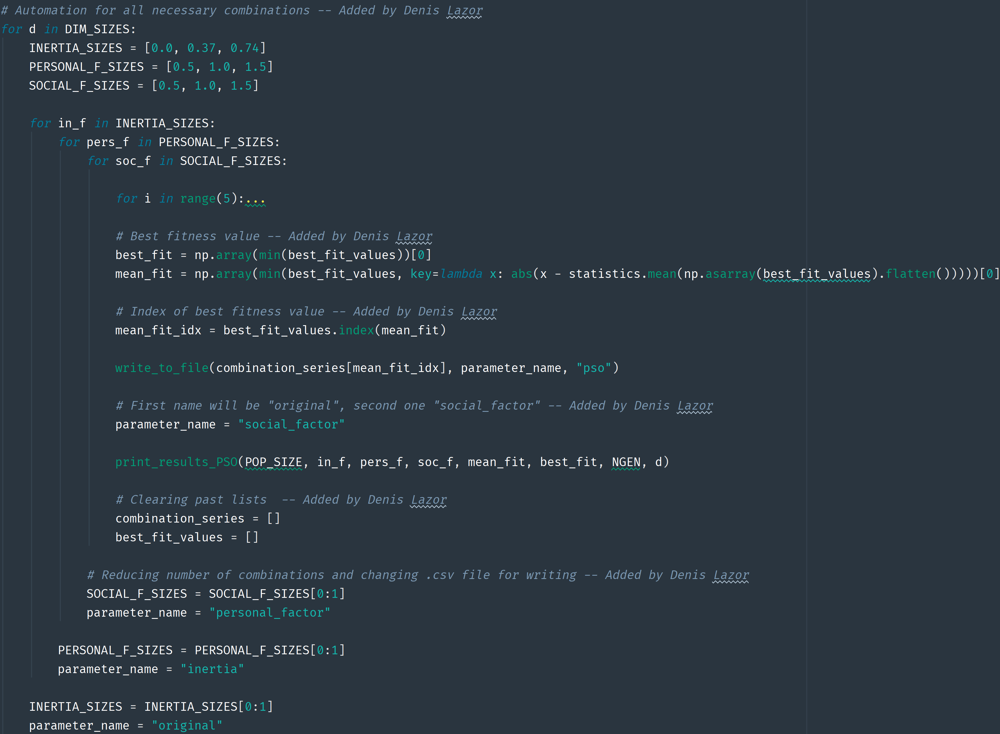 # Automation for all necessary combinations -- Added by Denis Lazor
for d in DIM_SIZES:
    INERTIA_SIZES = [0.0, 0.37, 0.74]
    PERSONAL_F_SIZES = [0.5, 1.0, 1.5]
    SOCIAL_F_SIZES = [0.5, 1.0, 1.5]

    for in_f in INERTIA_SIZES:
        for pers_f in PERSONAL_F_SIZES:
            for soc_f in SOCIAL_F_SIZES:

                for i in range(5):...

                # Best fitness value -- Added by Denis Lazor
                best_fit = np.array(min(best_fit_values))[0]
                mean_fit = np.array(min(best_fit_values, key=lambda x: abs(x - statistics.mean(np.asarray(best_fit_values).flatten()))))[0]

                # Index of best fitness value -- Added by Denis Lazor
                mean_fit_idx = best_fit_values.index(mean_fit)

                write_to_file(combination_series[mean_fit_idx], parameter_name, "pso")

                # First name will be "original", second one "social_factor" -- Added by Denis Lazor
                parameter_name = "social_factor"

                print_results_PSO(POP_SIZE, in_f, pers_f, soc_f, mean_fit, best_fit, NGEN, d)

                # Clearing past lists  -- Added by Denis Lazor
                combination_series = []
                best_fit_values = []

            # Reducing number of combinations and changing .csv file for writing -- Added by Denis Lazor
            SOCIAL_F_SIZES = SOCIAL_F_SIZES[0:1]
            parameter_name = "personal_factor"

        PERSONAL_F_SIZES = PERSONAL_F_SIZES[0:1]
        parameter_name = "inertia"

    INERTIA_SIZES = INERTIA_SIZES[0:1]
    parameter_name = "original"